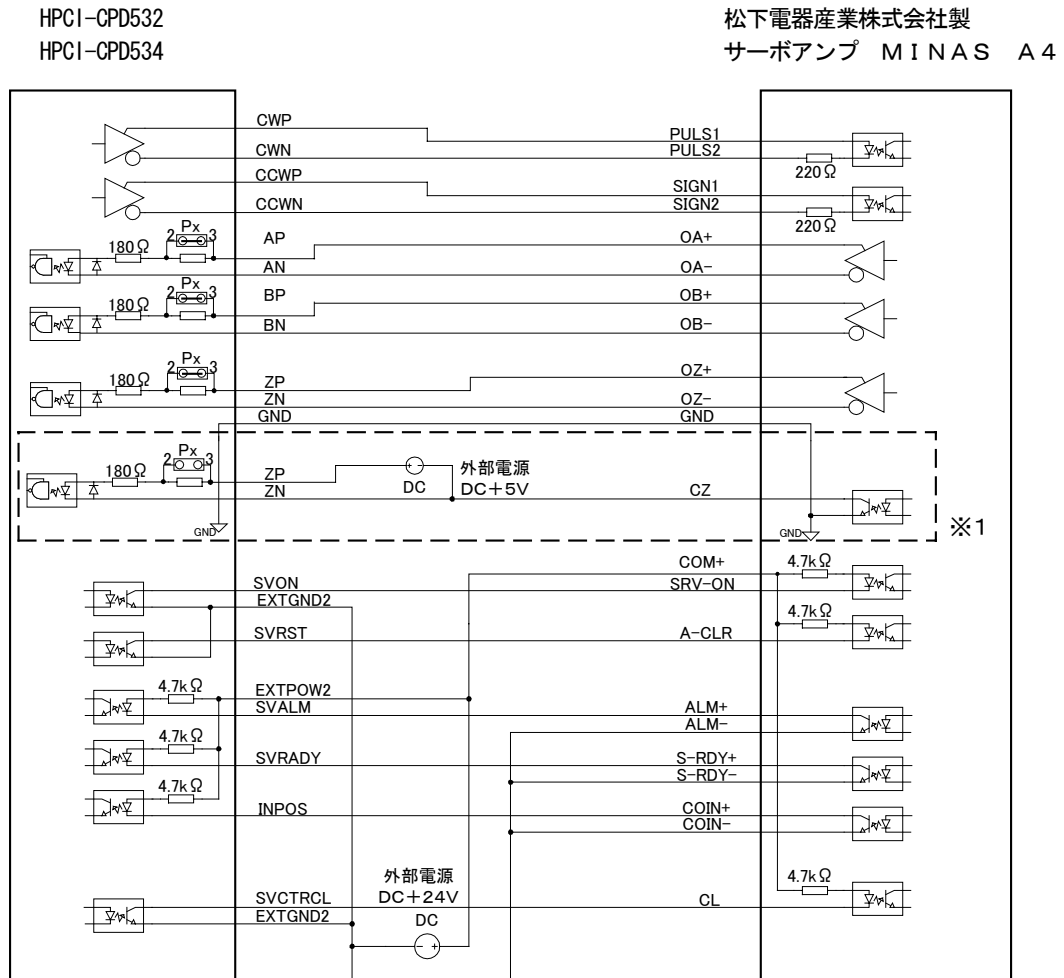 HPCI-CPD532
HPCI-CPD534
松下電器産業株式会社製
サーボアンプ　ＭＩＮＡＳ　Ａ４
CWP
CWN
PULS1
PULS2
220Ω
CCWP
CCWN
SIGN1
SIGN2
220Ω
180Ω
Px
2 3
AP
AN
OA+
OA-
180Ω
Px
2 3
BP
BN
OB+
OB-
180Ω
Px
2 3
ZP
ZN
GND
OZ+
OZ-
GND
180Ω
Px
2 3
ZP
ZN
- +
DC
外部電源
DC+5V
CZ
GND
GND
※1
COM+
4.7kΩ
SVON
EXTGND2
SRV-ON
4.7kΩ
SVRST
A-CLR
4.7kΩ
EXTPOW2
SVALM
ALM+
ALM-
4.7kΩ
SVRADY
S-RDY+
S-RDY-
4.7kΩ
INPOS
COIN+
COIN-
外部電源
DC+24V
DC
- +
4.7kΩ
SVCTRCL
EXTGND2
CL